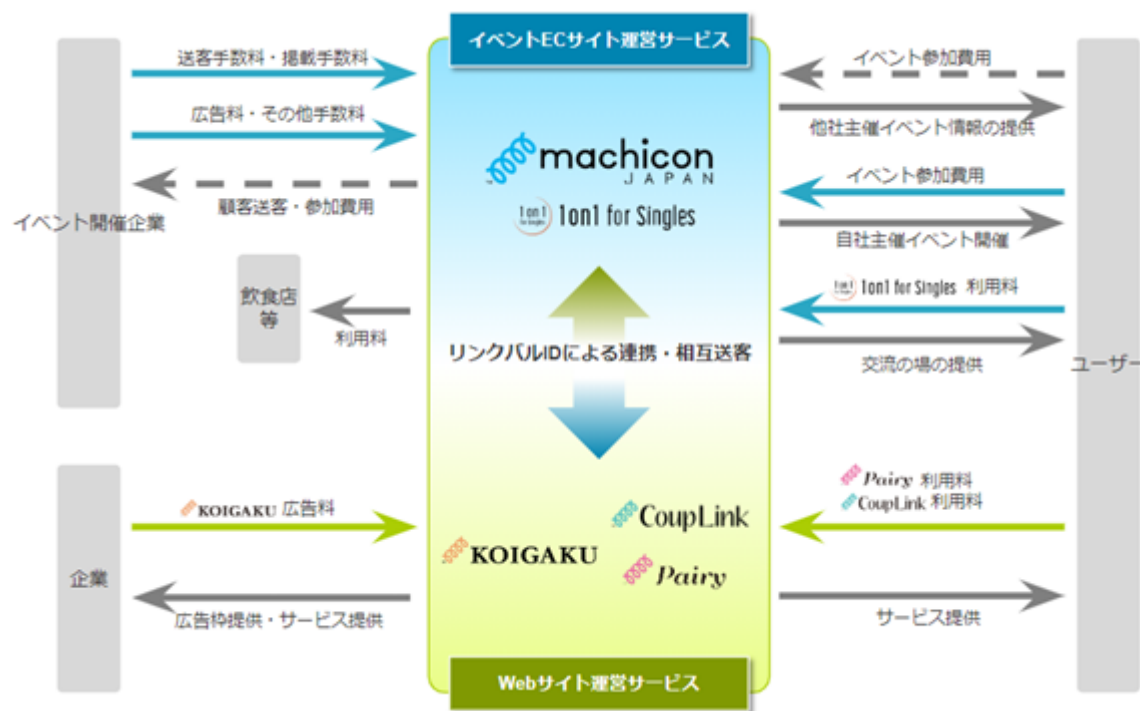 イベントECサイト運営サービス
送客手数料・掲載手数料
広告料・その他手数料
顧客送客・参加費用
イベント開催企業
飲食店
等
利用料
machicon
JAPAN
1on1
for Singles
1on1 for Singles
リンクバルIDによる連携・相互送客
イベント参加費用
他社主催イベント情報の提供
イベント参加費用
自社主催イベント開催
1on1 for Singles 利用料
交流の場の提供
ユーザー
企業
KOIGAKU 広告料
広告枠提供・サービス提供
CoupLink
KOIGAKU
Pairy
Pairy 利用料
CoupLink 利用料
サービス提供
Webサイト運営サービス